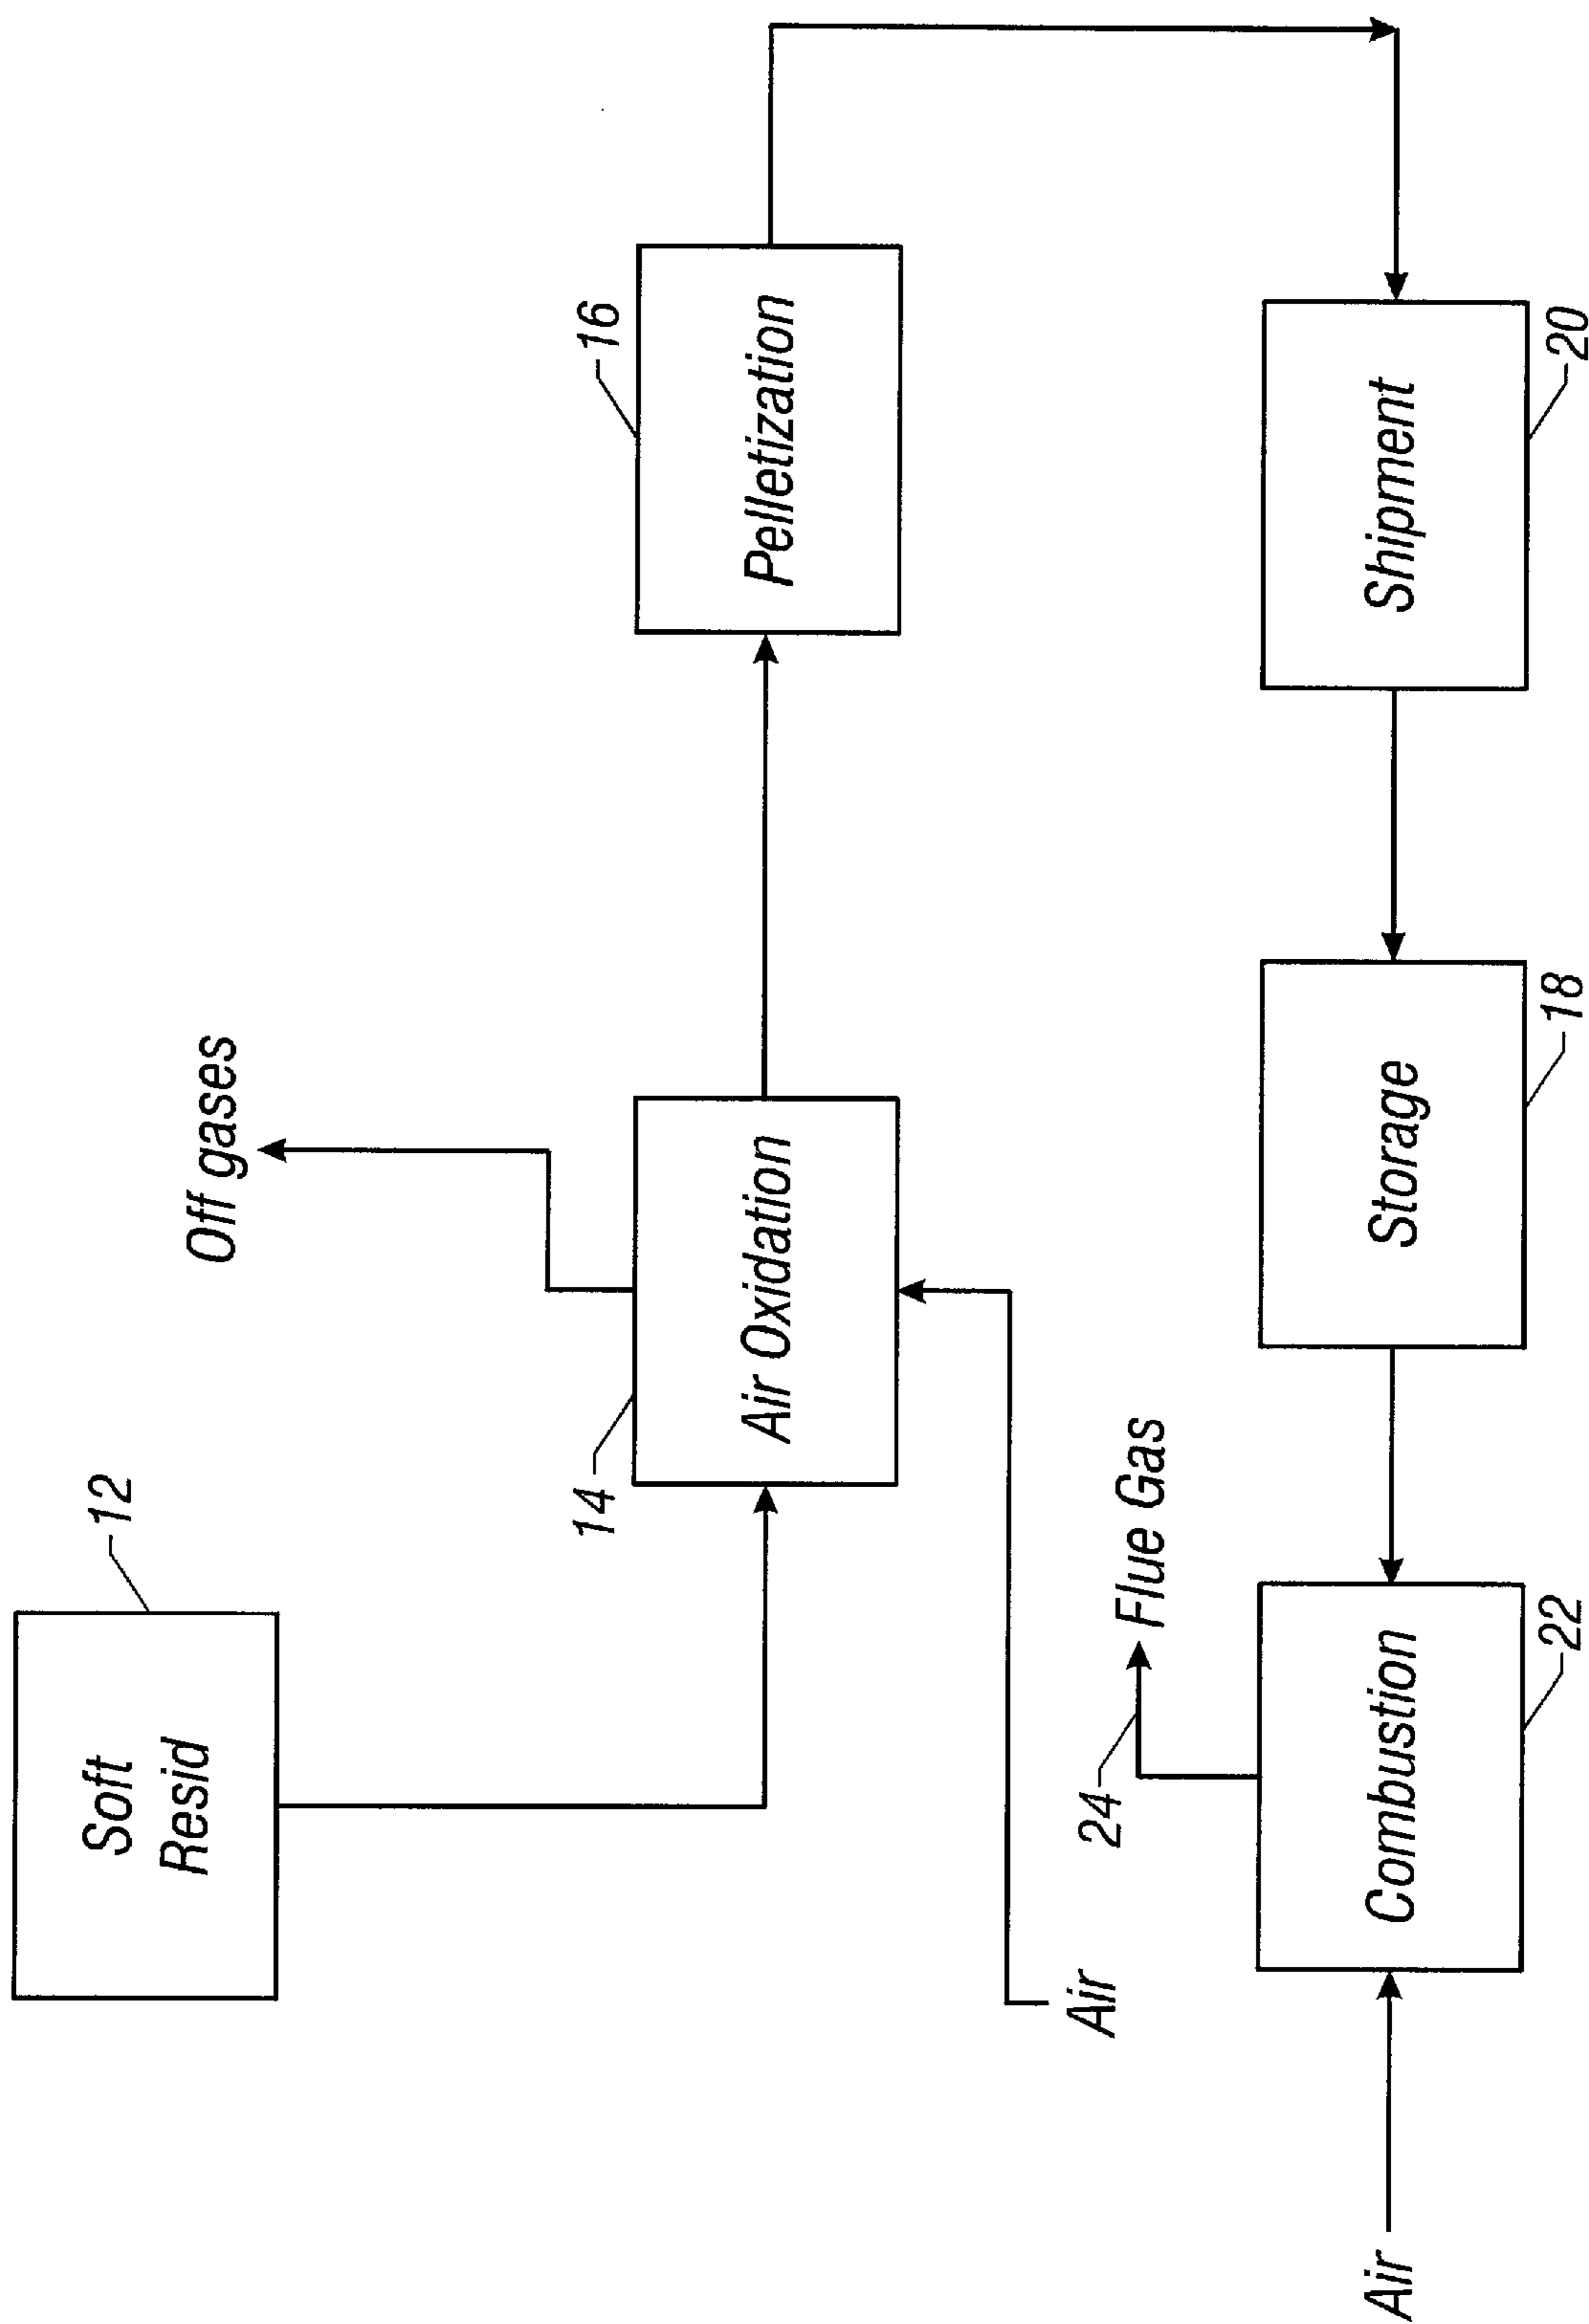 Soft
Resid
12
Off gases
14
Air Oxidation
16
Pelletization
Air
24
Flue Gas
Air
Combustion
22
Storage
18
Shipment
20